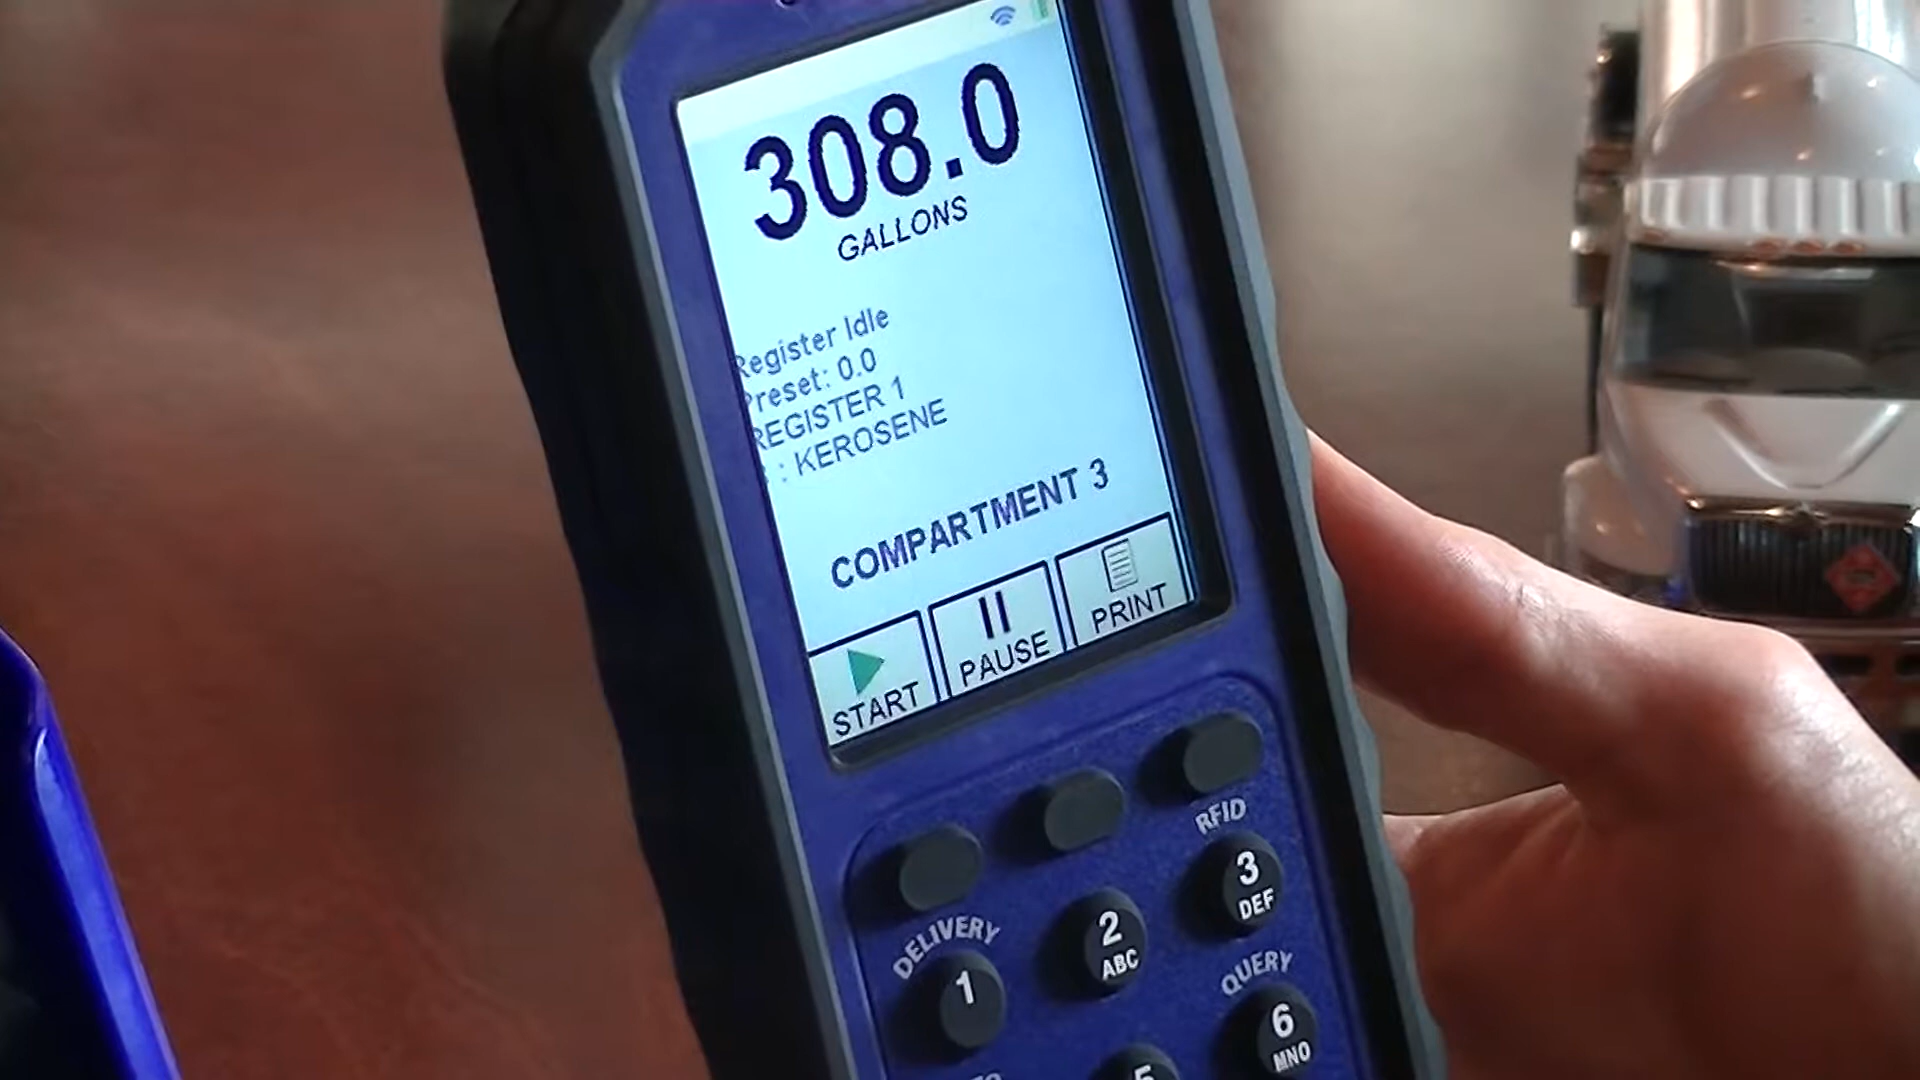 308.0
GALLONS
Register Idle
Preset: 0.0
REGISTER 1
: KEROSENE
COMPARTMENT 3
START
PAUSE
PRINT
RFID
DELIVERY
1
2
ABC
3
DEF
QUERY
5
6
MNO